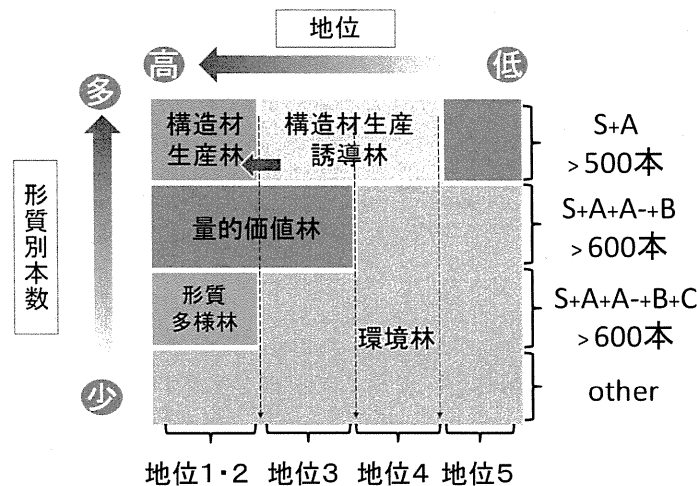 地位
高
低
多
構造材
生産林
構造材生産
誘導林
S+A
>500本
形質別本数
量的価値林
S+A+A-+B
>600本
形質
多様林
環境林
S+A+A-+B+C
>600本
少
other
地位1・2
地位3
地位4
地位5